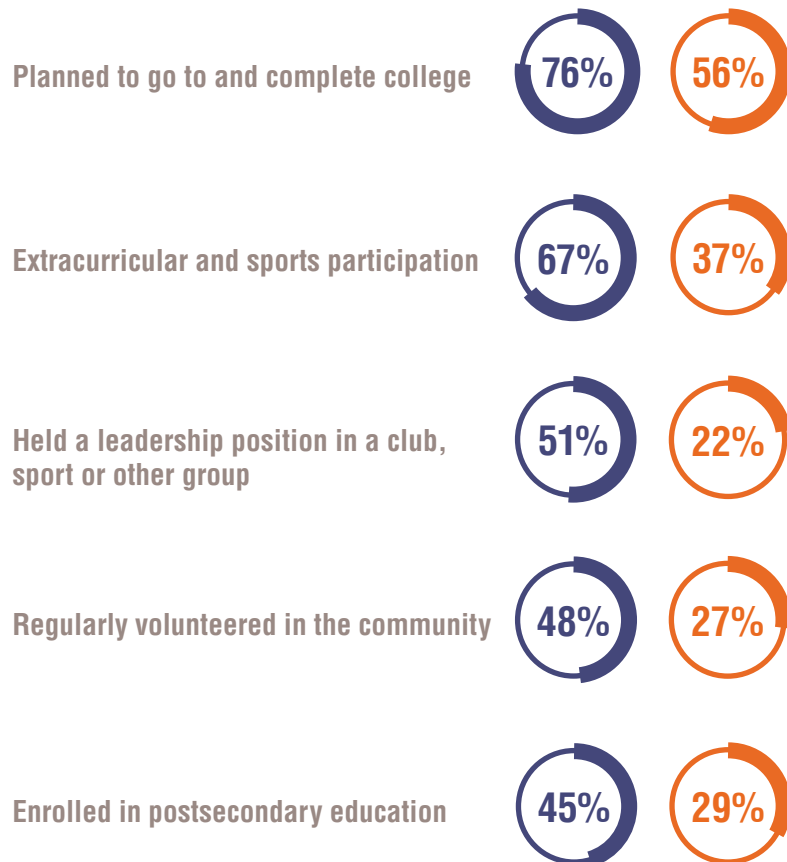 Planned to go to and complete college 76% 56%
Extracurricular and sports participation 67% 37%
Held a leadership position in a club,
sport or other group 51% 22%
Regularly volunteered in the community 48% 27%
Enrolled in postsecondary education 45% 29%